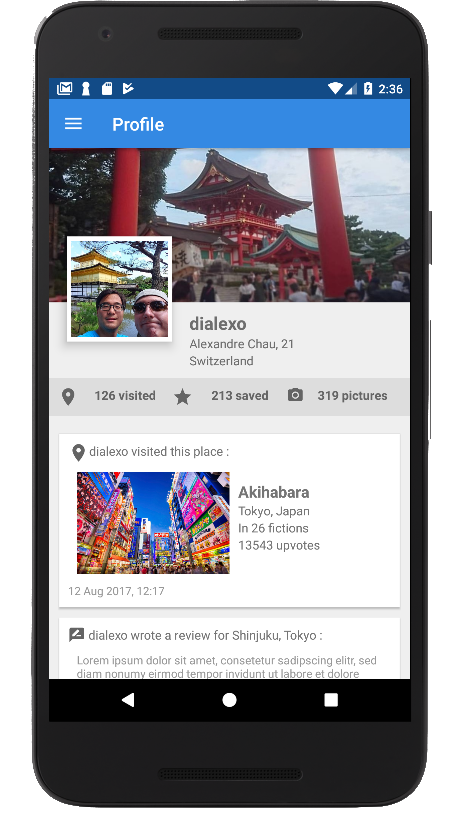 2:36
Profile
dialexo
Alexandre Chau, 21
Switzerland
126 visited 213 saved 319 pictures
dialexo visited this place :
Akihabara
Tokyo, Japan
In 26 fictions
13543 upvotes
12 Aug 2017, 12:17
dialexo wrote a review for Shinjuku, Tokyo :
Lorem ipsum dolor sit amet, consetetur sadipscing elitr, sed
diam nonumy eirmod tempor invidunt ut labore et dolore